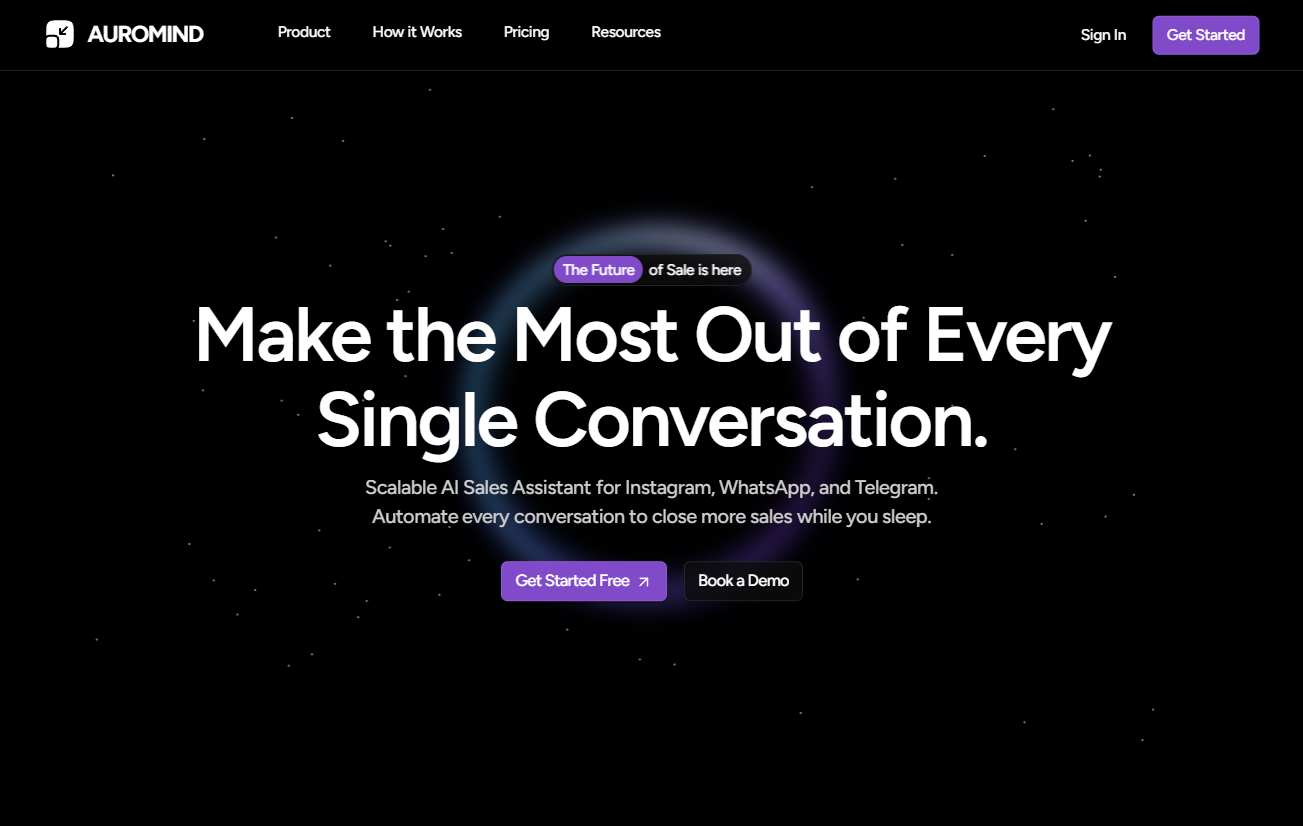 AUROMIND
Product
How it Works
Pricing
Resources
Sign In
Get Started
The Future of Sale is here
Make the Most Out of Every
Single Conversation.
Scalable AI Sales Assistant for Instagram, WhatsApp, and Telegram.
Automate every conversation to close more sales while you sleep.
Get Started Free
Book a Demo